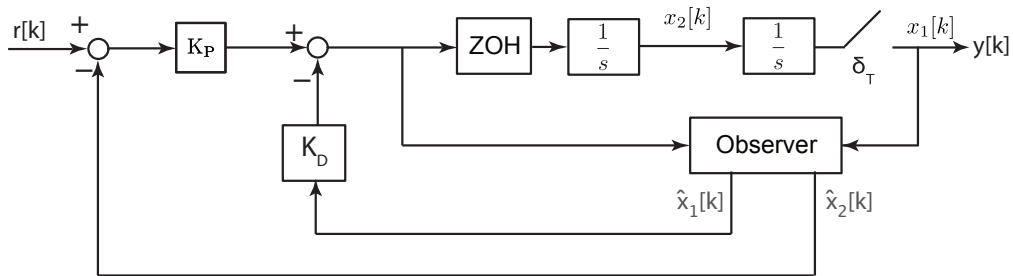 r[k]
+
−
K_P
+
−
ZOH
1/s
x_2[k]
1/s
δ_T
x_1[k]
y[k]
K_D
Observer
x̂_1[k]
x̂_2[k]